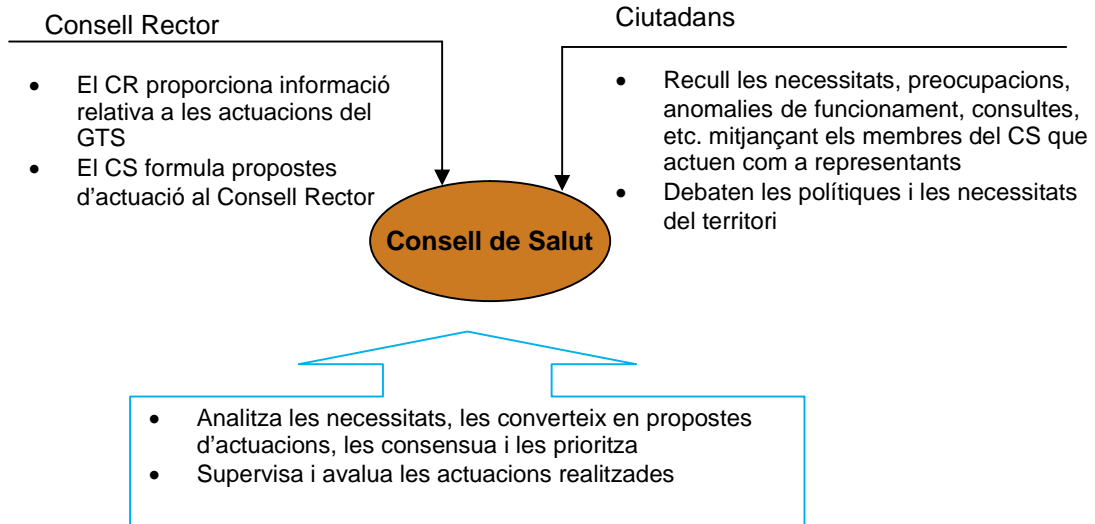 Consell Rector
• El CR proporciona informació
relativa a les actuacions del
GTS
• El CS formula propostes
d'actuació al Consell Rector
Ciutadans
• Recull les necessitats, preocupacions,
anomalies de funcionament, consultes,
etc. mitjançant els membres del CS que
actuen com a representants
• Debaten les polítiques i les necessitats
del territori
Consell de Salut
• Analitza les necessitats, les converteix en propostes
d'actuacions, les consensua i les prioritza
• Supervisa i avalua les actuacions realitzades